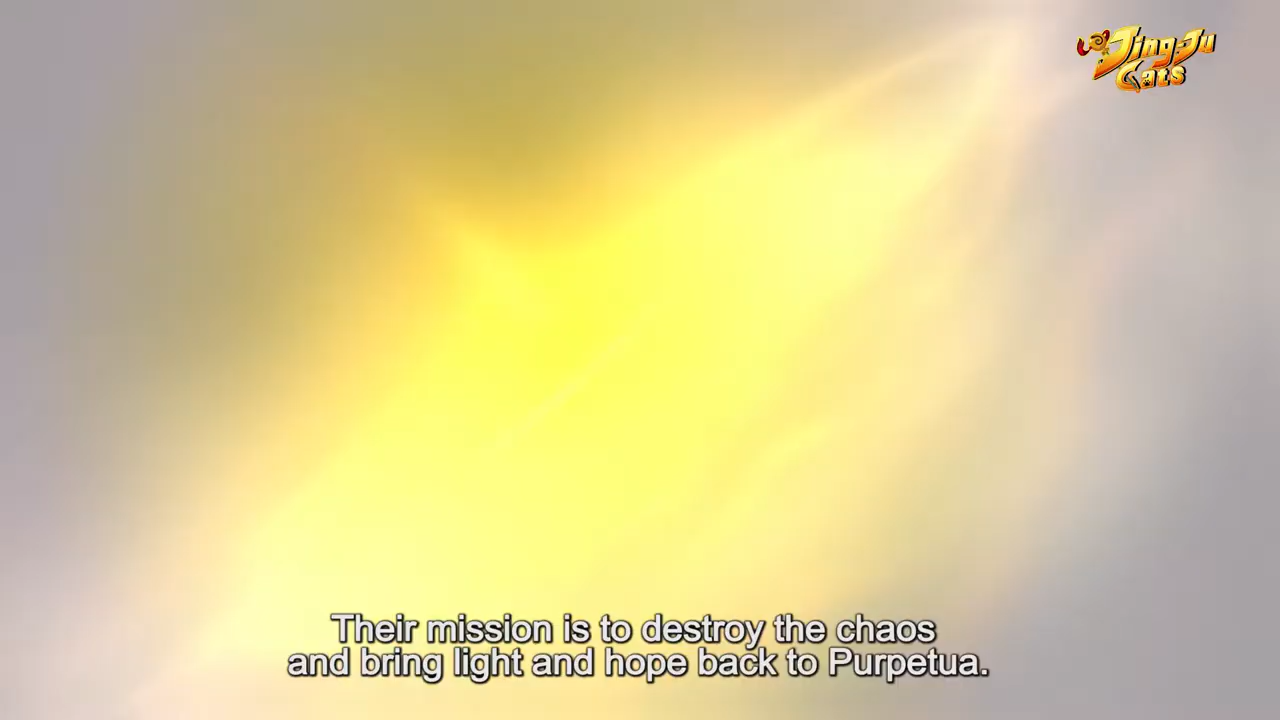 Jing-Ju
Cats
Their mission is to destroy the chaos
and bring light and hope back to Purpetua.